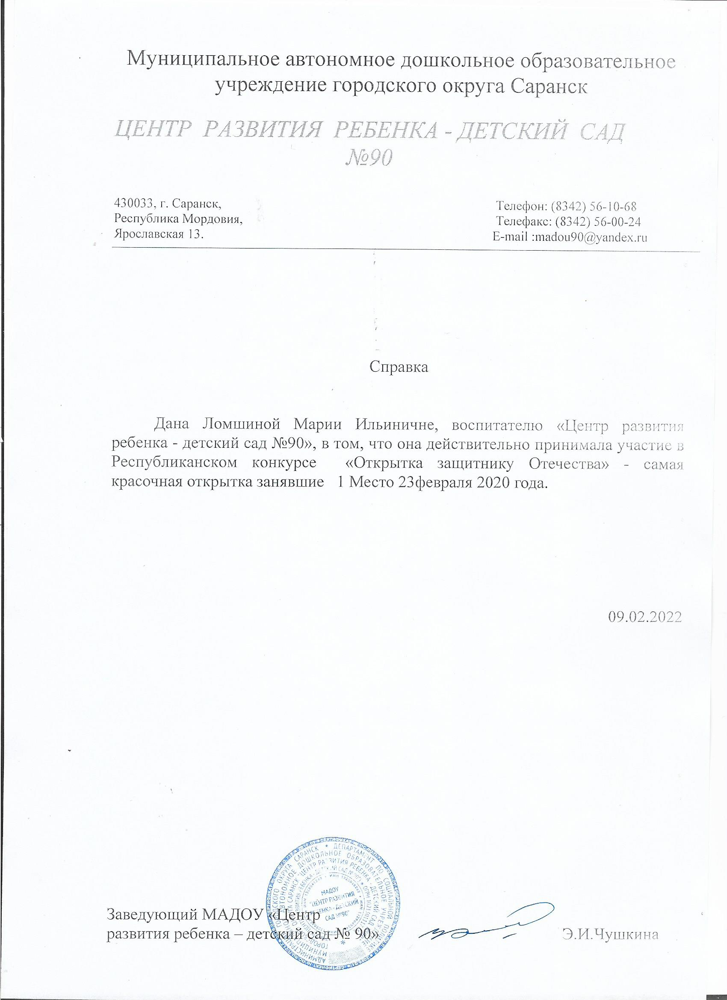 Муниципальное автономное дошкольное образовательное
учреждение городского округа Саранск
ЦЕНТР РАЗВИТИЯ РЕБЕНКА - ДЕТСКИЙ САД
№90
430033, г. Саранск,
Республика Мордовия,
Ярославская 13.
Телефон: (8342) 56-10-68
Телефакс: (8342) 56-00-24
E-mail :madou90@yandex.ru
Справка
Дана Ломшиной Марии Ильиничне, воспитателю «Центр развития
ребенка - детский сад №90», в том, что она действительно принимала участие в
Республиканском конкурсе «Открытка защитнику Отечества» - самая
красочная открытка занявшие 1 Место 23февраля 2020 года.
09.02.2022
МАДОУ
"ЦЕНТР РАЗВИТИЯ
РЕБЕНКА - ДЕТСКИЙ
САД №90"
Заведующий МАДОУ «Центр
развития ребенка – детский сад № 90»
Э.И.Чушкина